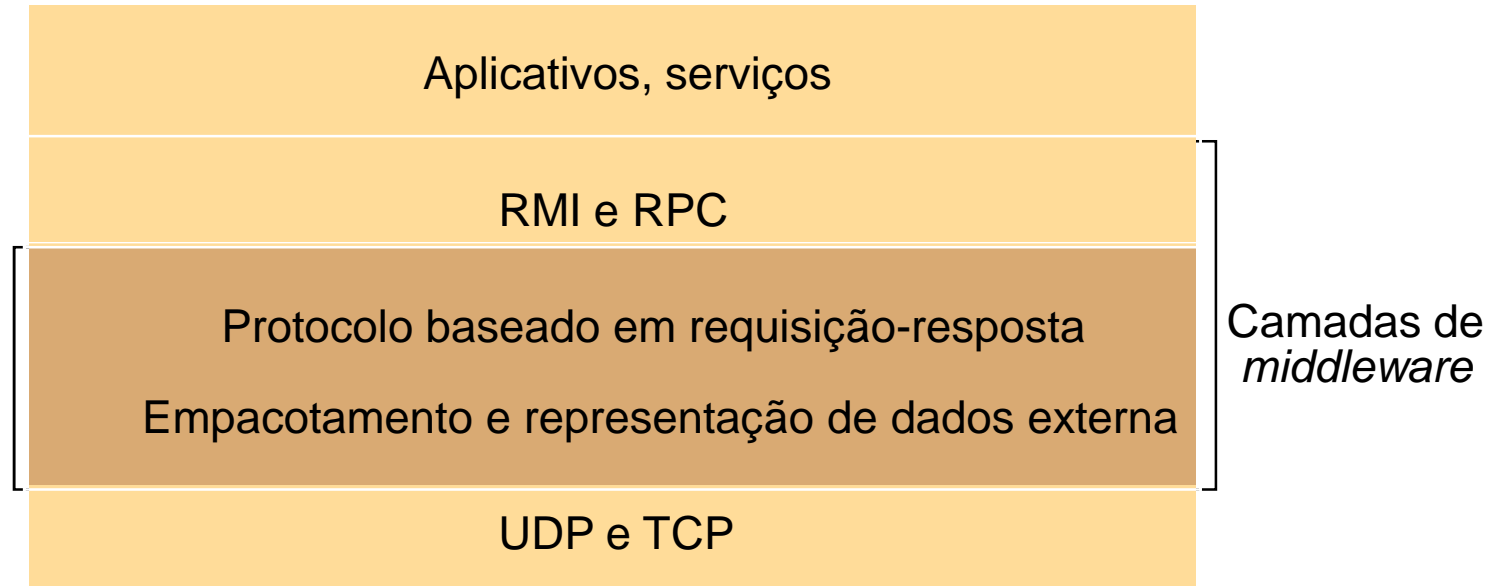 Aplicativos, serviços
RMI e RPC
Protocolo baseado em requisição-resposta
Empacotamento e representação de dados externa
UDP e TCP
Camadas de
middleware